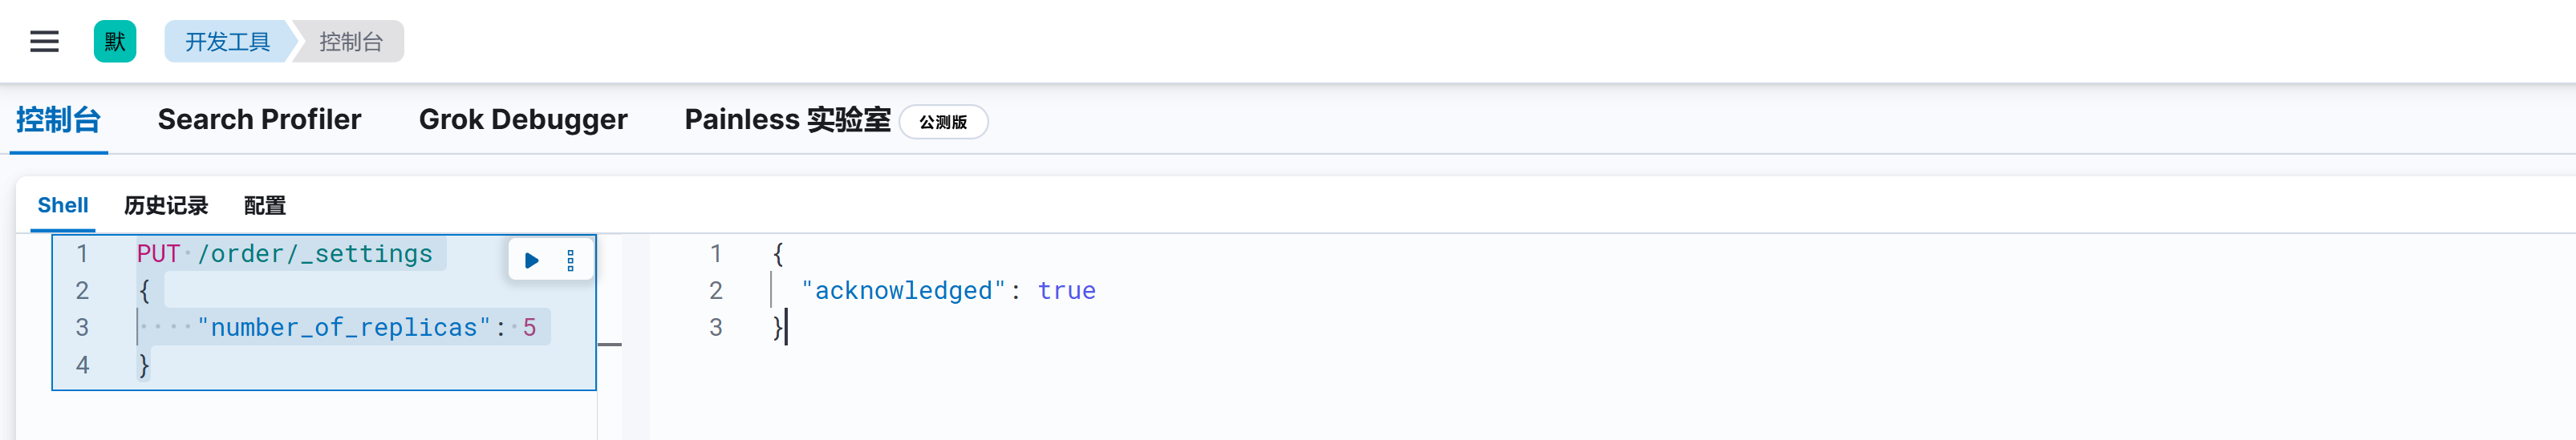 默 开发工具 控制台
控制台 Search Profiler Grok Debugger Painless 实验室 公测版
Shell 历史记录 配置
1 PUT /order/_settings
2 {
3 "number_of_replicas": 5
4 }
1 {
2 "acknowledged": true
3 }